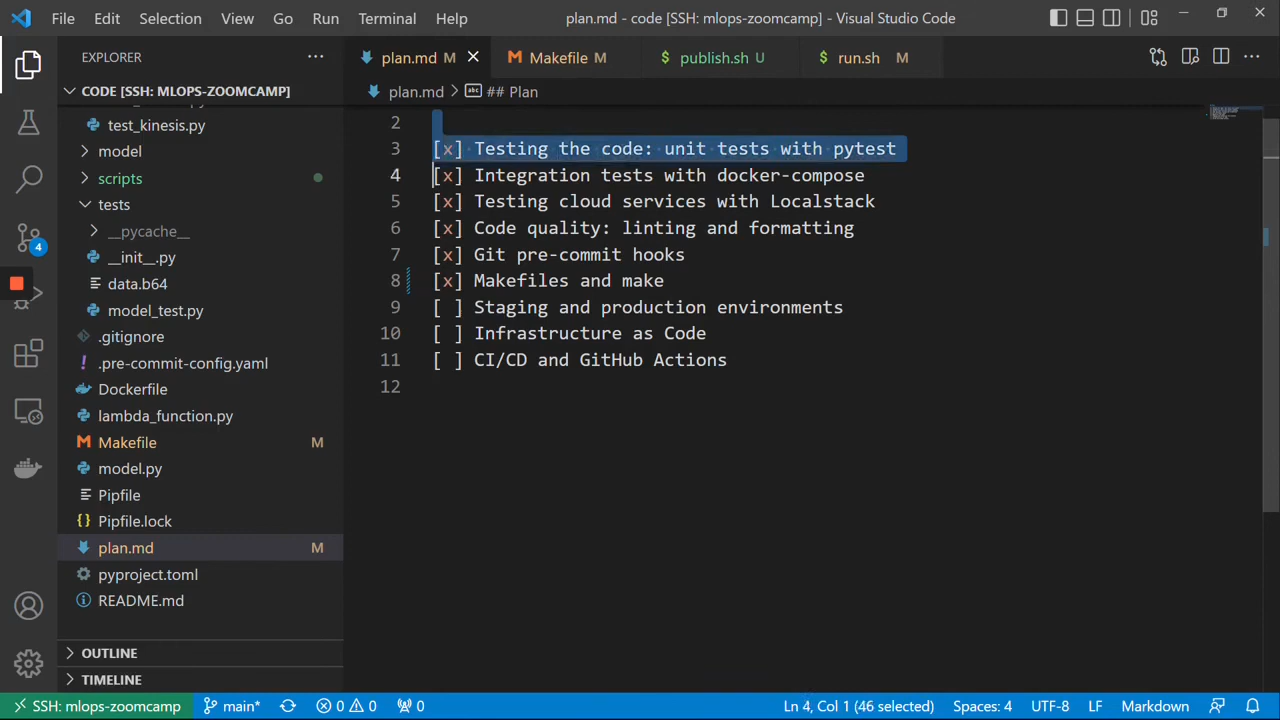 File Edit Selection View Go Run Terminal Help plan.md - code [SSH: mlops-zoomcamp] - Visual Studio Code
EXPLORER
plan.md M
Makefile M
publish.sh U
run.sh M
CODE [SSH: MLOPS-ZOOMCAMP]
plan.md > ## Plan
test_kinesis.py
model
scripts
tests
__pycache__
__init__.py
data.b64
model_test.py
.gitignore
.pre-commit-config.yaml
Dockerfile
lambda_function.py
Makefile M
model.py
Pipfile
Pipfile.lock
plan.md M
pyproject.toml
README.md
OUTLINE
TIMELINE
4
2
3 [x] Testing the code: unit tests with pytest
4 [x] Integration tests with docker-compose
5 [x] Testing cloud services with Localstack
6 [x] Code quality: linting and formatting
7 [x] Git pre-commit hooks
8 [x] Makefiles and make
9 [ ] Staging and production environments
10 [ ] Infrastructure as Code
11 [ ] CI/CD and GitHub Actions
12
SSH: mlops-zoomcamp main* 0 0 0 Ln 4, Col 1 (46 selected) Spaces: 4 UTF-8 LF Markdown